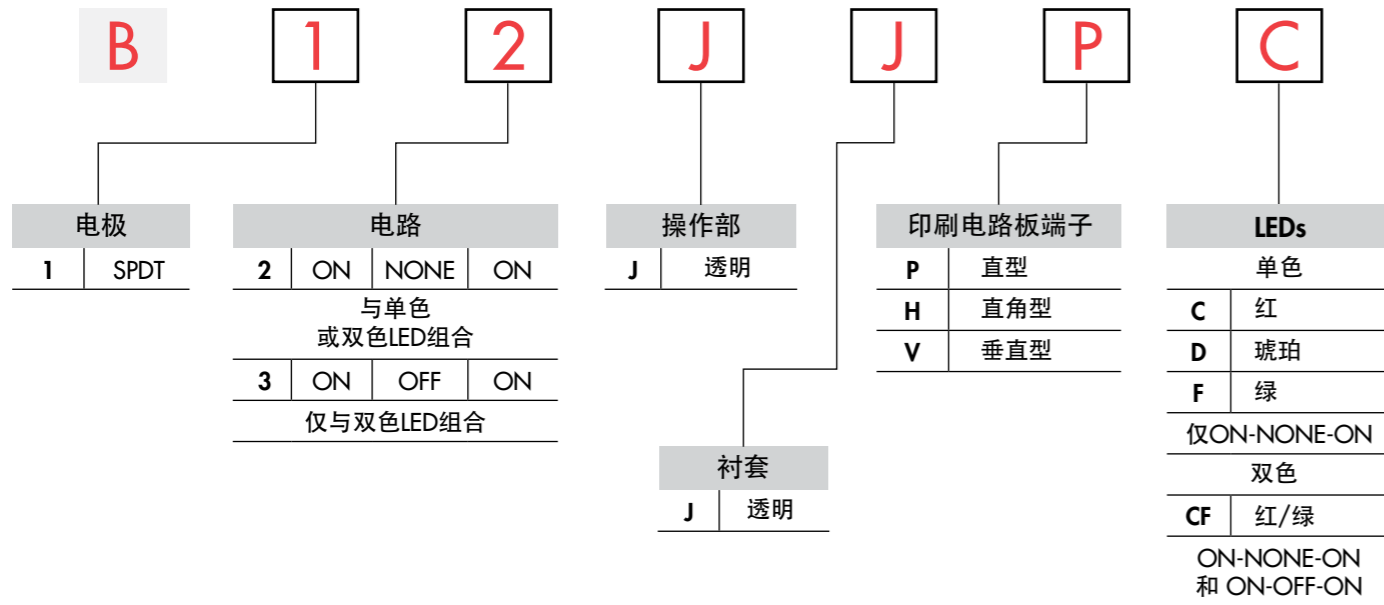 B 1 2 J J P C
电极
1 SPDT
电路
2 ON NONE ON
与单色
或双色LED组合
3 ON OFF ON
仅与双色LED组合
操作部
J 透明
衬套
J 透明
印刷电路板端子
P 直型
H 直角型
V 垂直型
LEDs
单色
C 红
D 琥珀
F 绿
仅ON-NONE-ON
双色
CF 红/绿
ON-NONE-ON
和 ON-OFF-ON